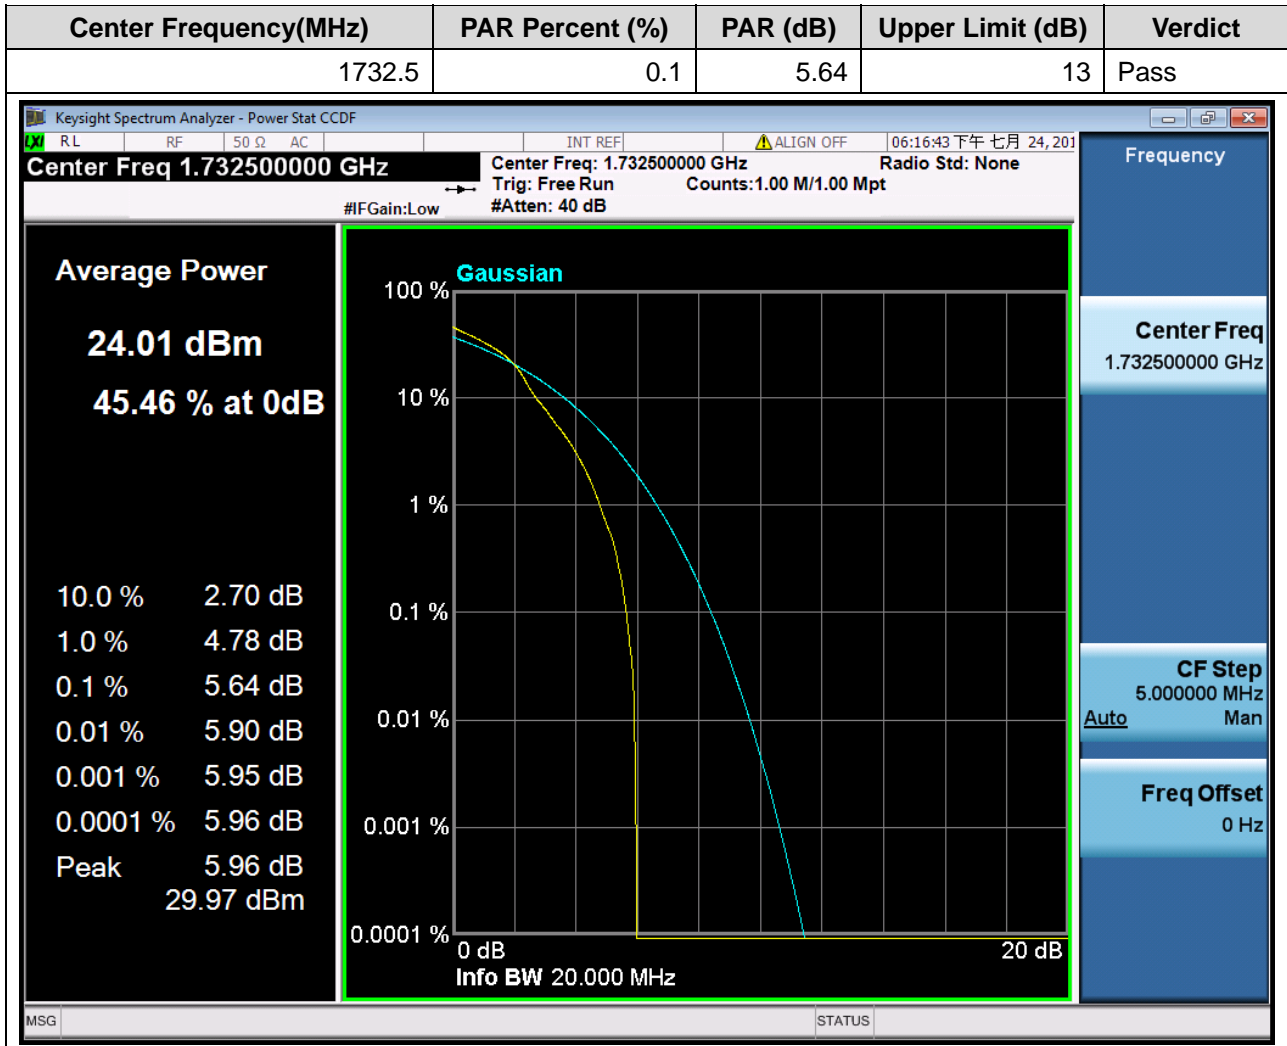 Center Frequency(MHz) PAR Percent (%) PAR (dB) Upper Limit (dB) Verdict
1732.5 0.1 5.64 13 Pass
Keysight Spectrum Analyzer - Power Stat CCDF
LXI RL RF 50 Ω AC INT REF ALIGN OFF 06:16:43 下午 七月 24, 201
Center Freq 1.732500000 GHz
Center Freq: 1.732500000 GHz Radio Std: None
Trig: Free Run Counts:1.00 M/1.00 Mpt
#IFGain:Low #Atten: 40 dB
Frequency
Average Power
24.01 dBm
45.46 % at 0dB
10.0 % 2.70 dB
1.0 % 4.78 dB
0.1 % 5.64 dB
0.01 % 5.90 dB
0.001 % 5.95 dB
0.0001 % 5.96 dB
Peak 5.96 dB
29.97 dBm
Gaussian
100 %
10 %
1 %
0.1 %
0.01 %
0.001 %
0.0001 %
0 dB 20 dB
Info BW 20.000 MHz
Center Freq
1.732500000 GHz
CF Step
5.000000 MHz
Auto Man
Freq Offset
0 Hz
MSG STATUS